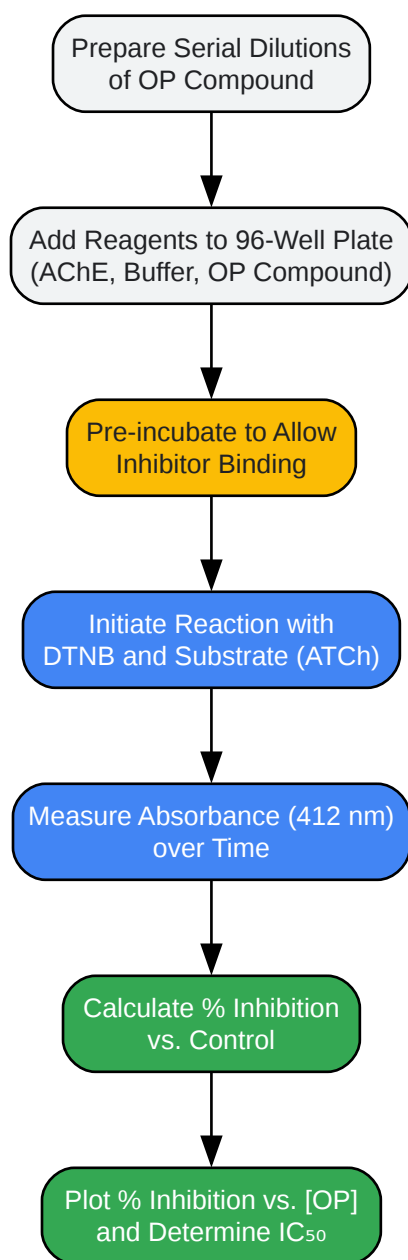 Prepare Serial Dilutions
of OP Compound
Add Reagents to 96-Well Plate
(AChE, Buffer, OP Compound)
Pre-incubate to Allow
Inhibitor Binding
Initiate Reaction with
DTNB and Substrate (ATCh)
Measure Absorbance (412 nm)
over Time
Calculate % Inhibition
vs. Control
Plot % Inhibition vs. [OP]
and Determine IC₅₀